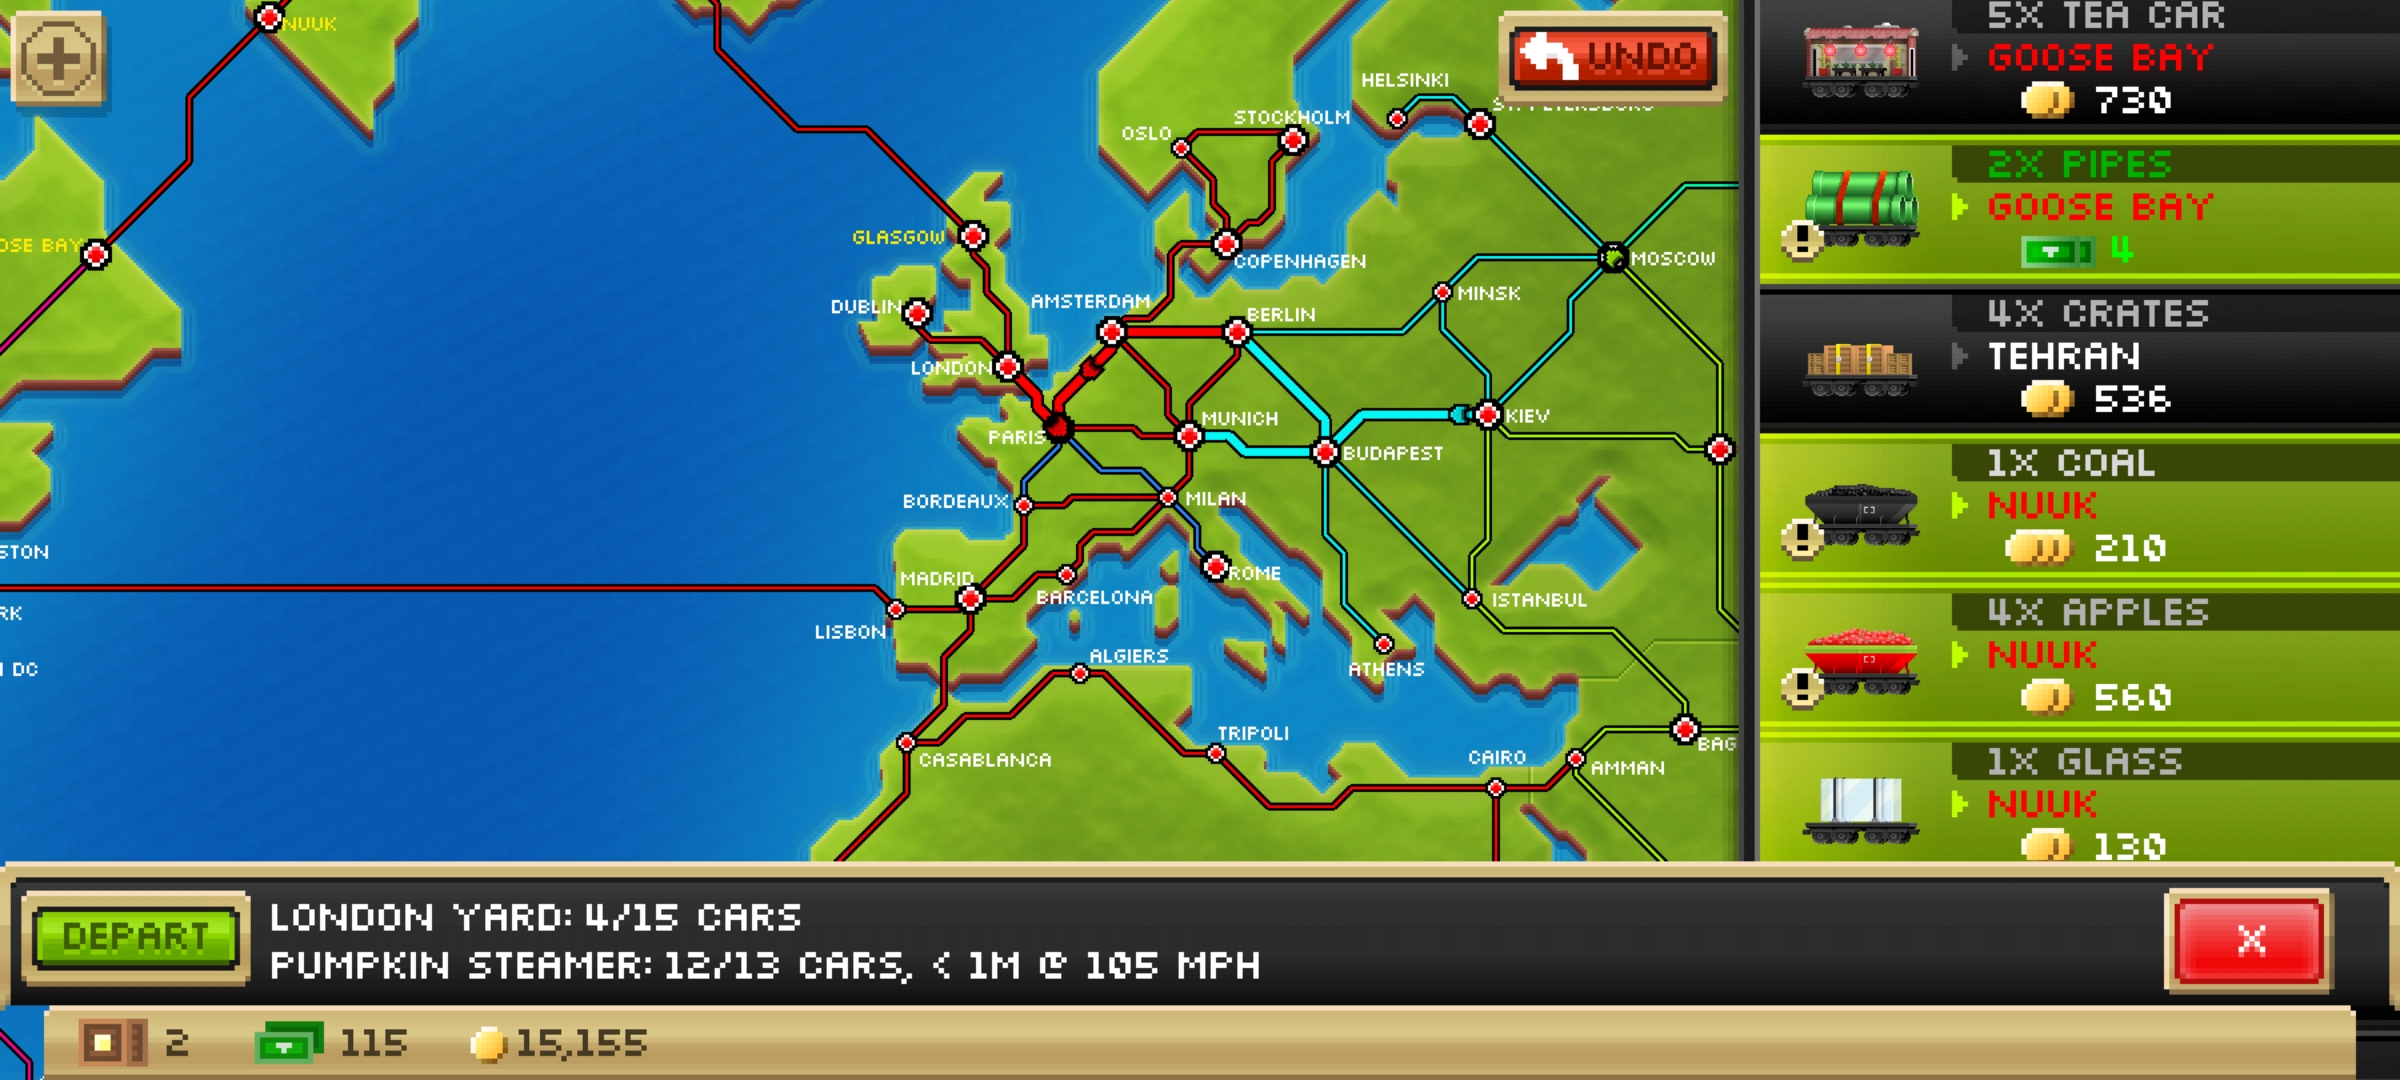 NUUK
UNDO
HELSINKI
STOCKHOLM
OSLO
GLASGOW
OSE BAY
COPENHAGEN
MOSCOW
MINSK
AMSTERDAM
DUBLIN
BERLIN
LONDON
MUNICH
KIEV
PARIS
BUDAPEST
BORDEAUX
MILAN
STON
MADRID
ROME
BARCELONA
ISTANBUL
RK
LISBON
ALGIERS
ATHENS
DC
TRIPOLI
CASABLANCA
CAIRO
AMMAN
BAG
5X TEA CAR
GOOSE BAY
730
2X PIPES
GOOSE BAY
4
4X CRATES
TEHRAN
536
1X COAL
NUUK
210
4X APPLES
NUUK
560
1X GLASS
NUUK
130
DEPART
LONDON YARD: 4/15 CARS
PUMPKIN STEAMER: 12/13 CARS, < 1M @ 105 MPH
X
2
115
15,155